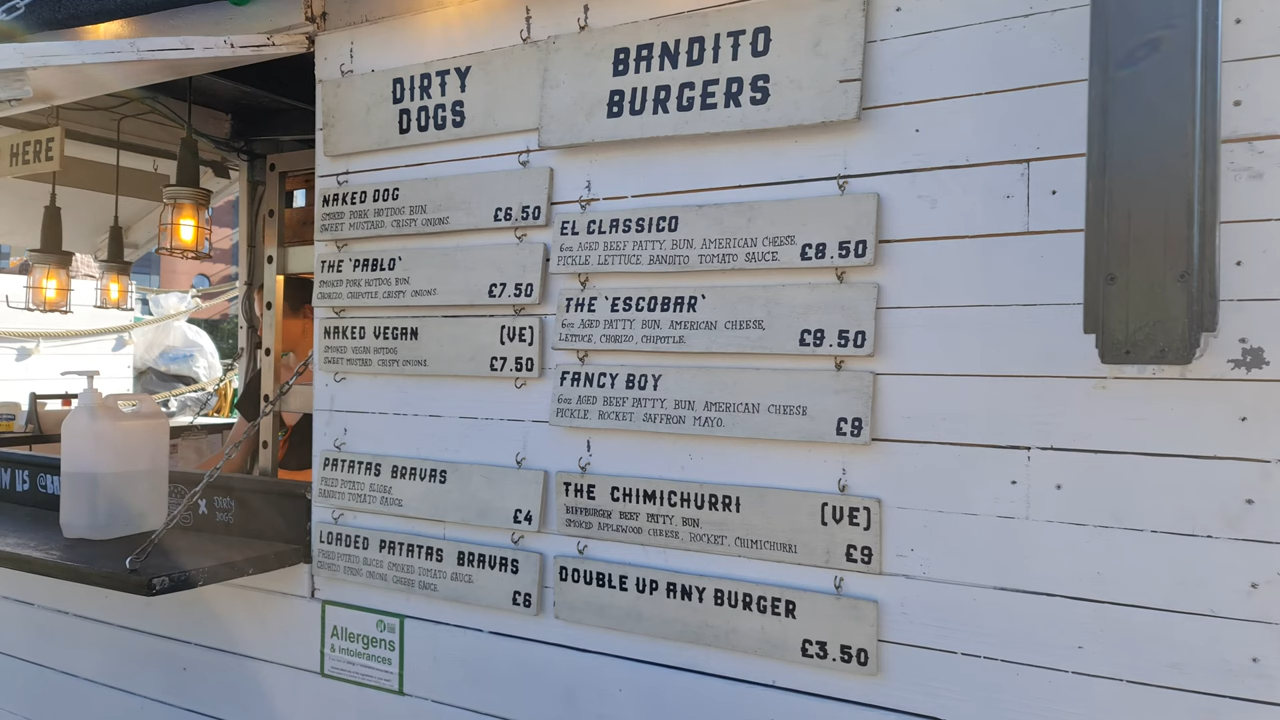 HERE
DIRTY
DOGS
NAKED DOG
SMOKED PORK HOTDOG, BUN,
SWEET MUSTARD, CRISPY ONIONS.
£6.50
THE 'PABLO'
SMOKED PORK HOTDOG, BUN,
CHORIZO, CHIPOTLE, CRISPY ONIONS.
£7.50
NAKED VEGAN (VE)
SMOKED VEGAN HOTDOG
SWEET MUSTARD, CRISPY ONIONS.
£7.50
PATATAS BRAVAS
FRIED POTATO SLICES,
BANDITO TOMATO SAUCE
£4
LOADED PATATAS BRAVAS
FRIED POTATO SLICES, SMOKED TOMATO SAUCE,
CHORIZO SPRING ONIONS, CHEESE SAUCE.
£6
BANDITO
BURGERS
EL CLASSICO
6oz AGED BEEF PATTY, BUN, AMERICAN CHEESE,
PICKLE, LETTUCE, BANDITO TOMATO SAUCE.
£8.50
THE 'ESCOBAR'
6oz AGED PATTY, BUN, AMERICAN CHEESE,
LETTUCE, CHORIZO, CHIPOTLE.
£9.50
FANCY BOY
6oz AGED BEEF PATTY, BUN, AMERICAN CHEESE
PICKLE, ROCKET, SAFFRON MAYO.
£9
THE CHIMICHURRI (VE)
'BIFFBURGER' BEEF PATTY, BUN,
SMOKED APPLEWOOD CHEESE, ROCKET, CHIMICHURRI
£9
DOUBLE UP ANY BURGER
£3.50
W US @BA
X DIRTY
DOGS
Allergens
& Intolerances